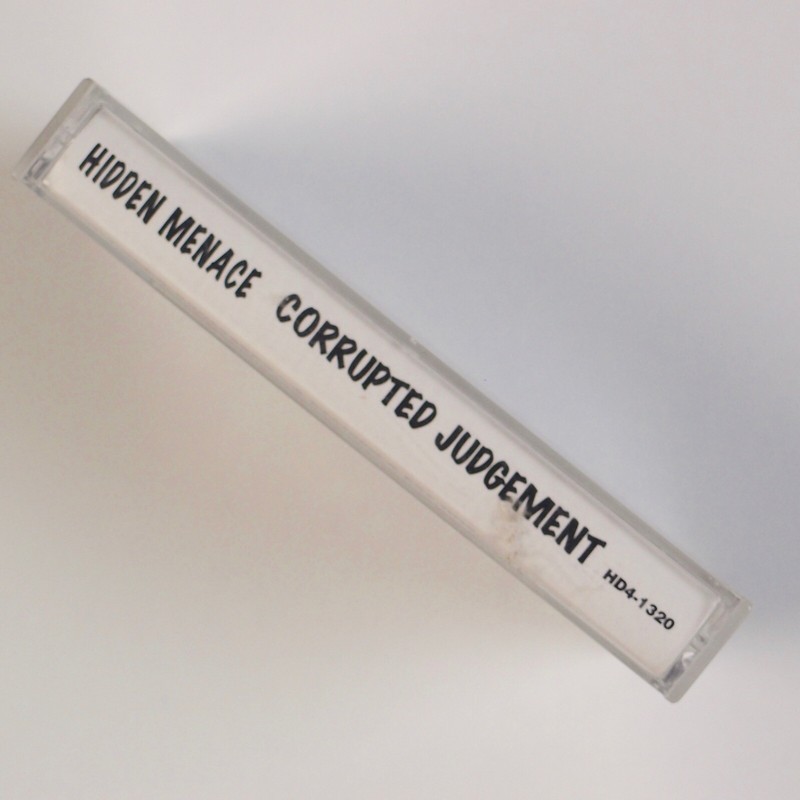 HIDDEN MENACE CORRUPTED JUDGEMENT HD4-1320